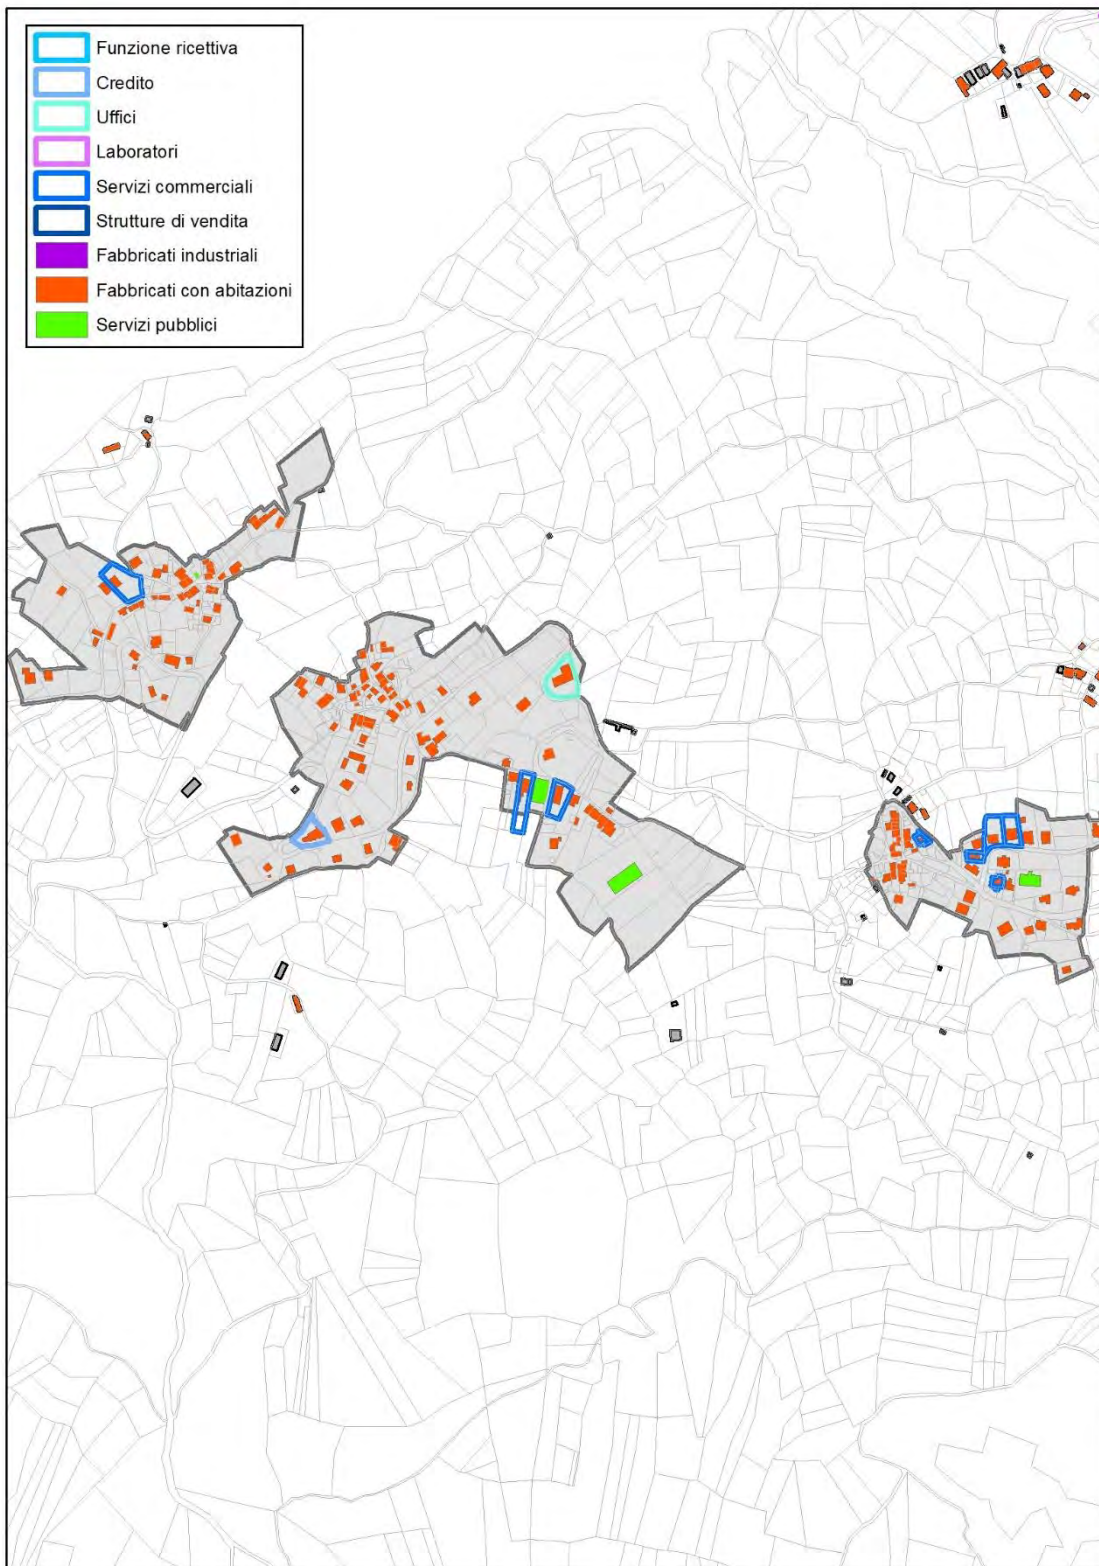 Funzione ricettiva
Credito
Uffici
Laboratori
Servizi commerciali
Strutture di vendita
Fabbricati industriali
Fabbricati con abitazioni
Servizi pubblici